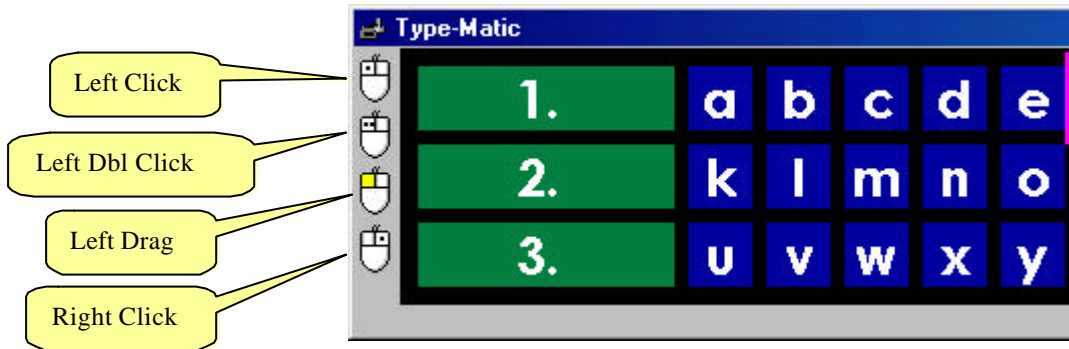 Type-Matic
Left Click
1. a b c d e
Left Dbl Click
2. k l m n o
Left Drag
3. u v w x y
Right Click